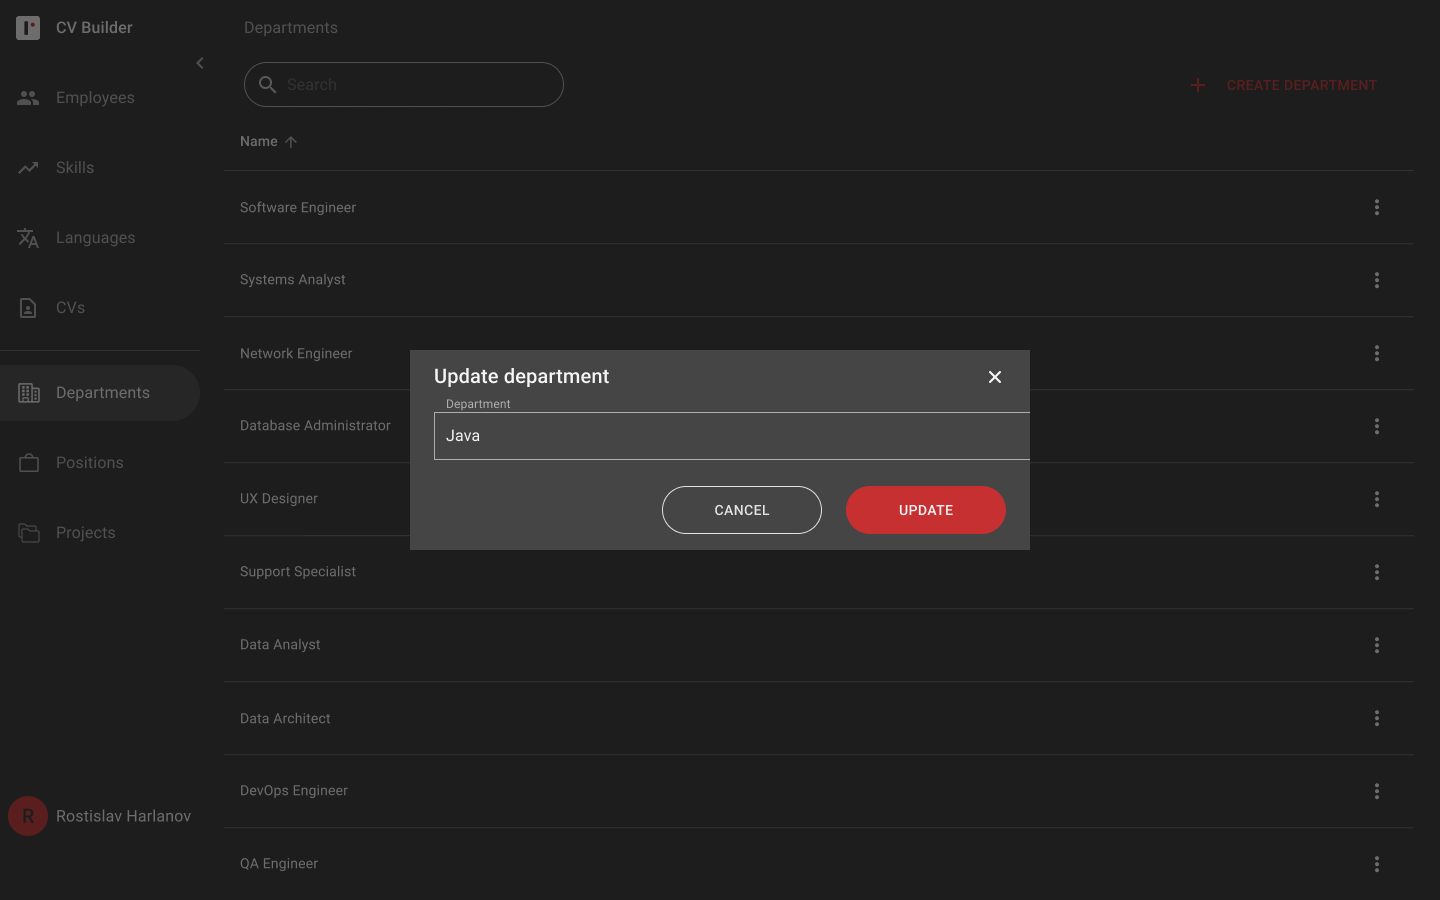 CV Builder
Departments
Search
CREATE DEPARTMENT
Employees
Skills
Languages
CVs
Departments
Positions
Projects
R
Rostislav Harlanov
Name
Software Engineer
Systems Analyst
Network Engineer
Database Administrator
UX Designer
Support Specialist
Data Analyst
Data Architect
DevOps Engineer
QA Engineer
Update department
Department
Java
CANCEL
UPDATE